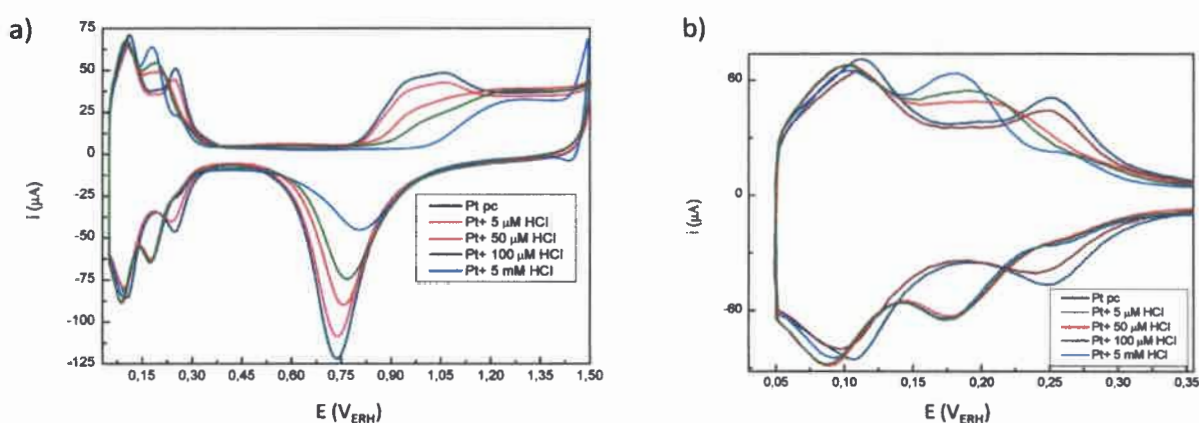 a)
75
50
25
0
-25
-50
-75
-100
-125
i (µA)
Pt pc
Pt+ 5 µM HCl
Pt+ 50 µM HCl
Pt+ 100 µM HCl
Pt+ 5 mM HCl
0,15 0,30 0,45 0,60 0,75 0,90 1,05 1,20 1,35 1,50
E (V_ERH)
b)
60
0
-60
i (µA)
Pt pc
Pt+ 5 µM HCl
Pt+ 50 µM HCl
Pt+ 100 µM HCl
Pt+ 5 mM HCl
0,05 0,10 0,15 0,20 0,25 0,30 0,35
E (V_ERH)